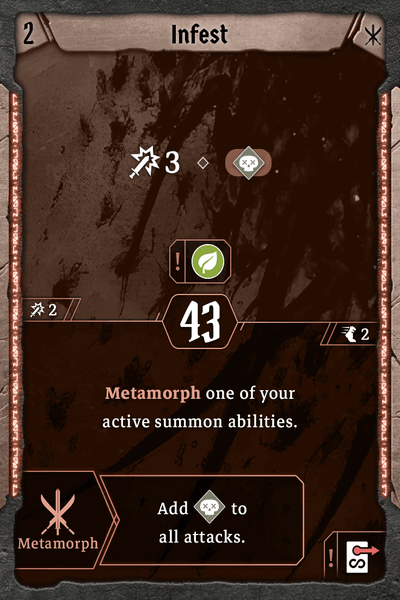 2
Infest
3
!
2
43
2
Metamorph one of your
active summon abilities.
Metamorph
Add to
all attacks.
!